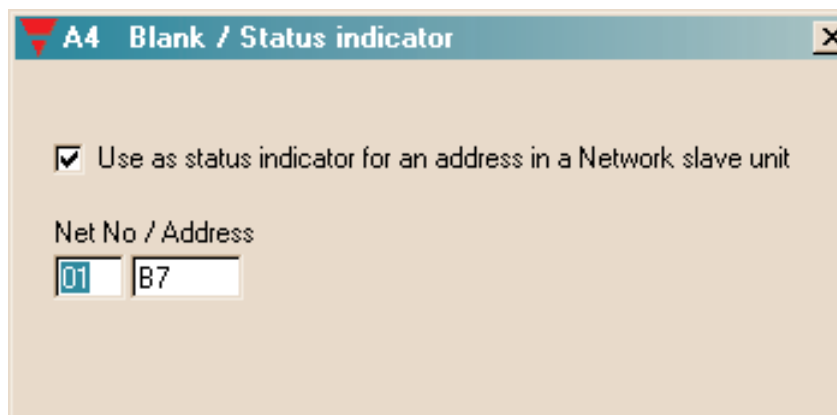 A4 Blank / Status indicator
Use as status indicator for an address in a Network slave unit
Net No / Address
01 B7